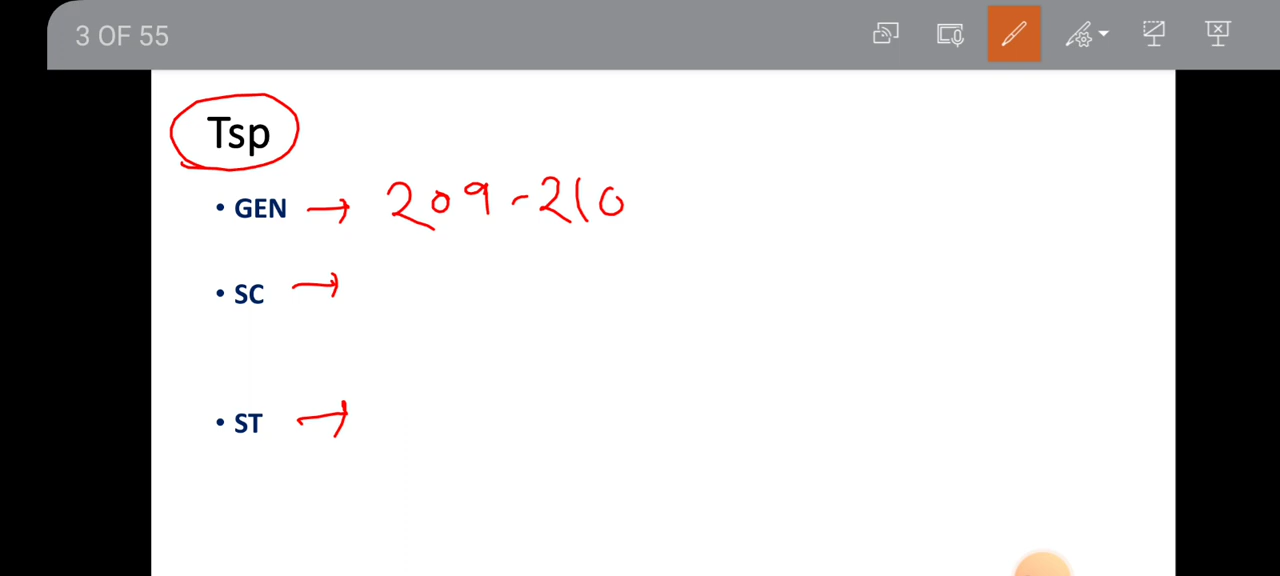 3 OF 55
Tsp
• GEN → 209-210
• SC →
• ST →